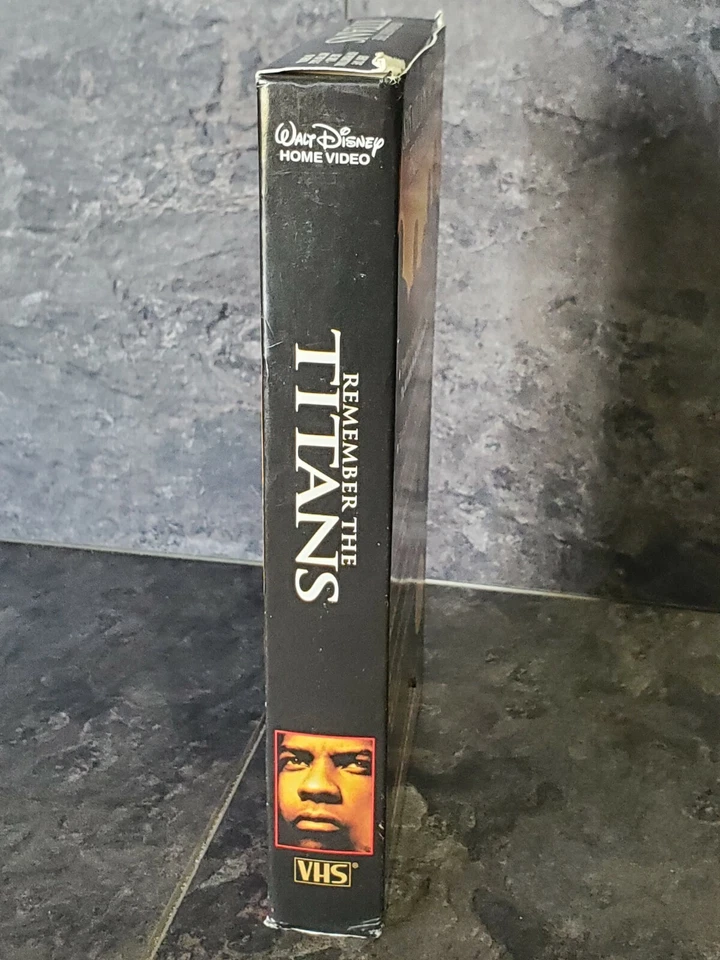 WALT DISNEY
HOME VIDEO
REMEMBER THE
TITANS
VHS®